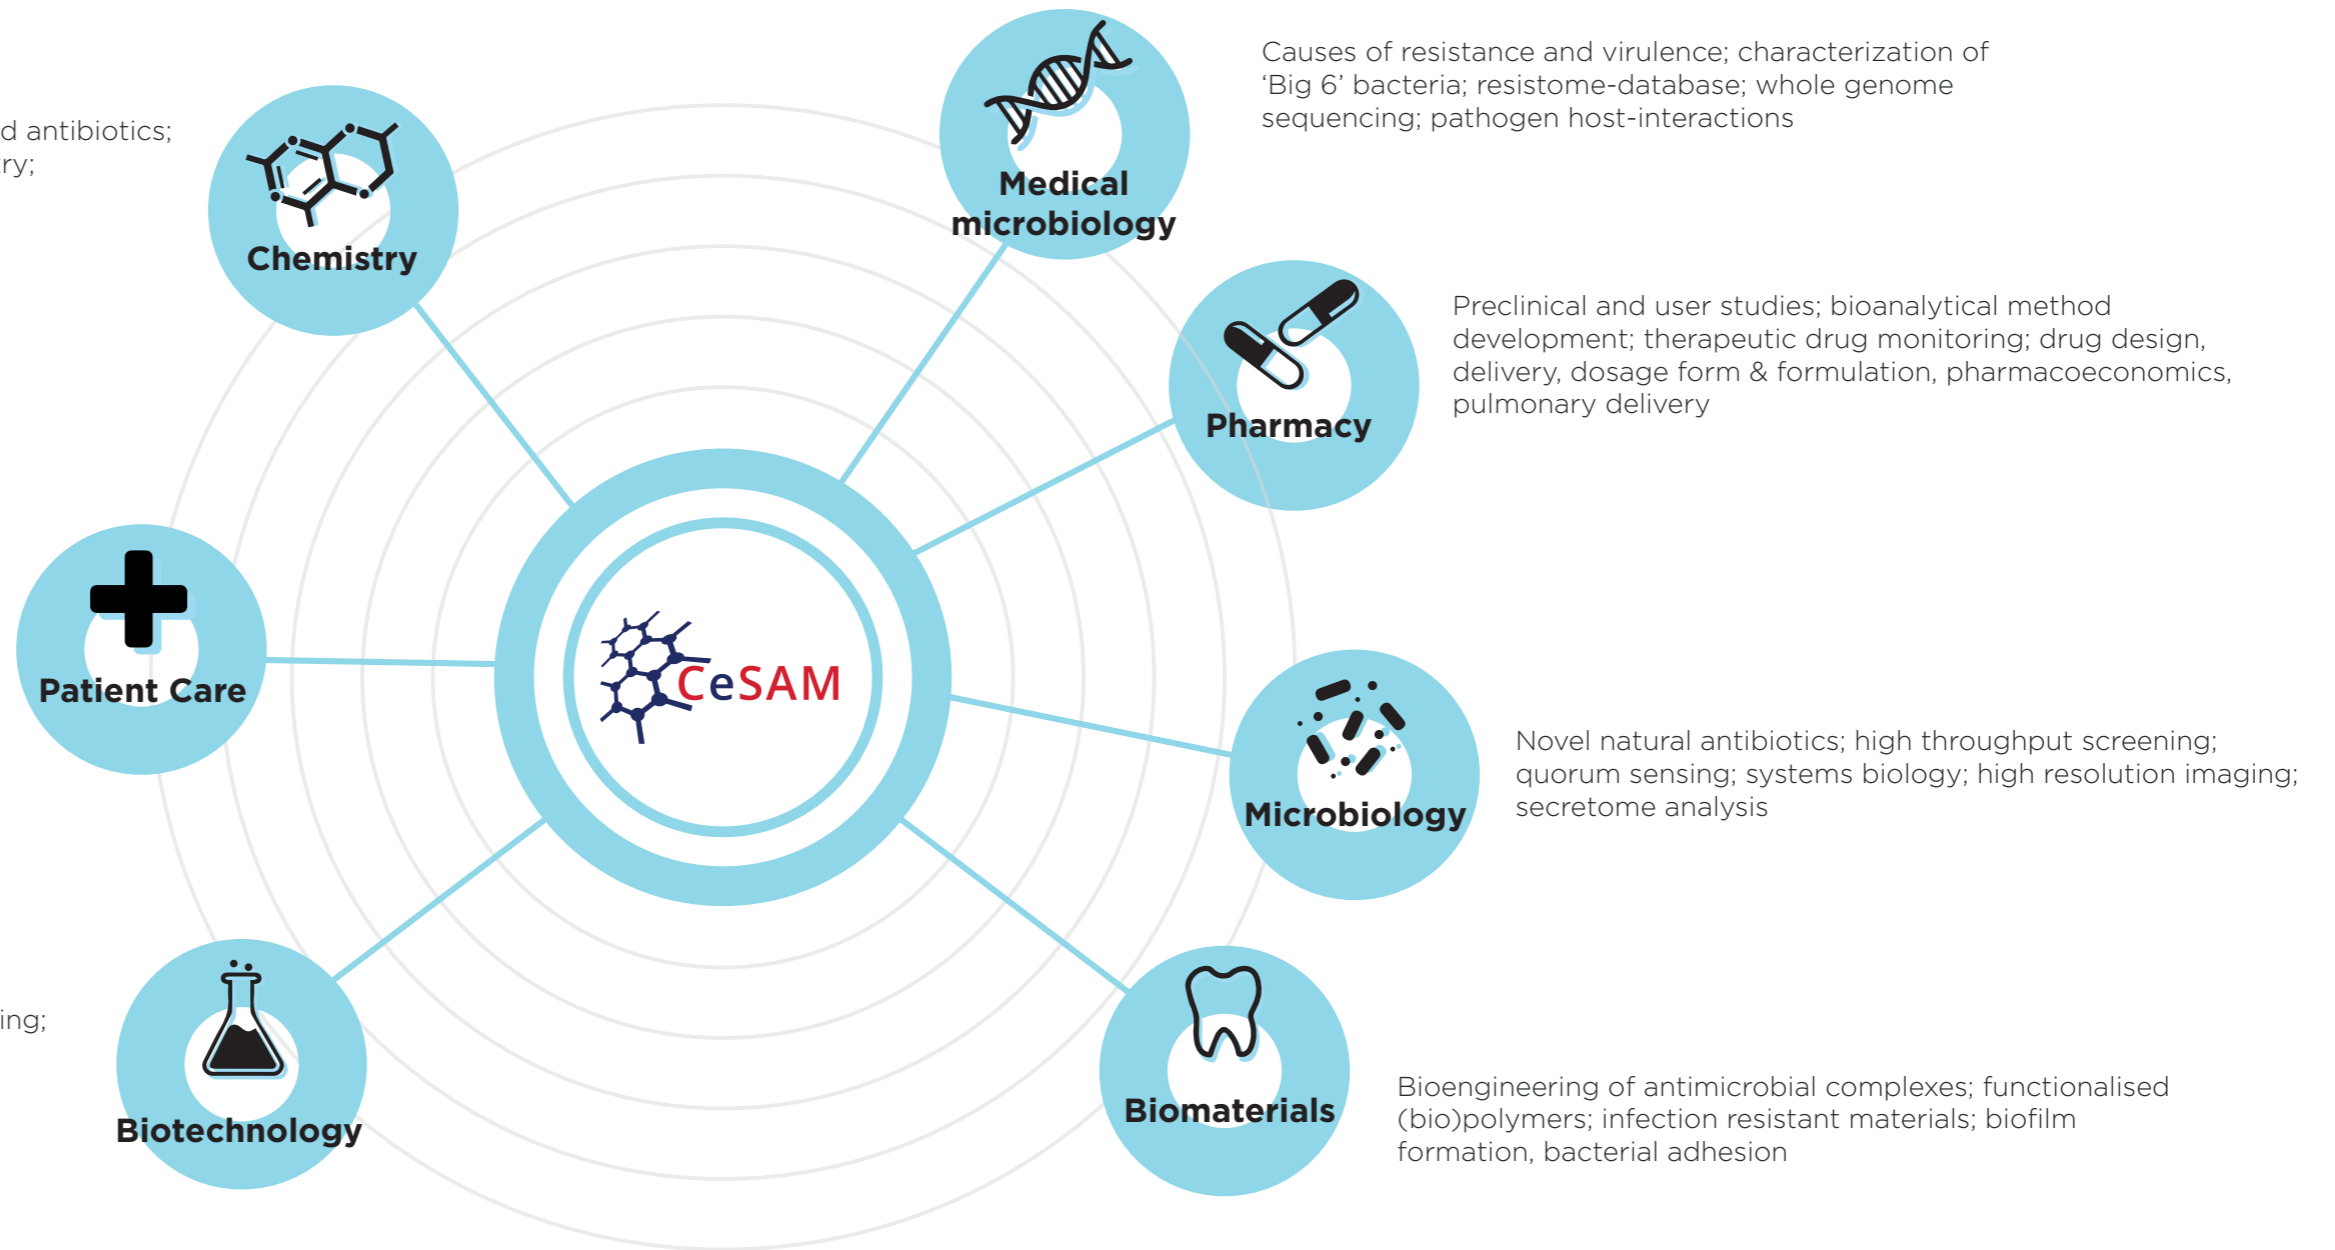 Causes of resistance and virulence; characterization of
‘Big 6’ bacteria; resistome-database; whole genome
sequencing; pathogen host-interactions
Medical
microbiology
antibiotics;
Chemistry
Preclinical and user studies; bioanalytical method
development; therapeutic drug monitoring; drug design,
delivery, dosage form & formulation, pharmacoeconomics,
pulmonary delivery
Pharmacy
CeSAM
Patient Care
Novel natural antibiotics; high throughput screening;
quorum sensing; systems biology; high resolution imaging;
secretome analysis
Microbiology
Biotechnology
Bioengineering of antimicrobial complexes; functionalised
(bio)polymers; infection resistant materials; biofilm
formation, bacterial adhesion
Biomaterials